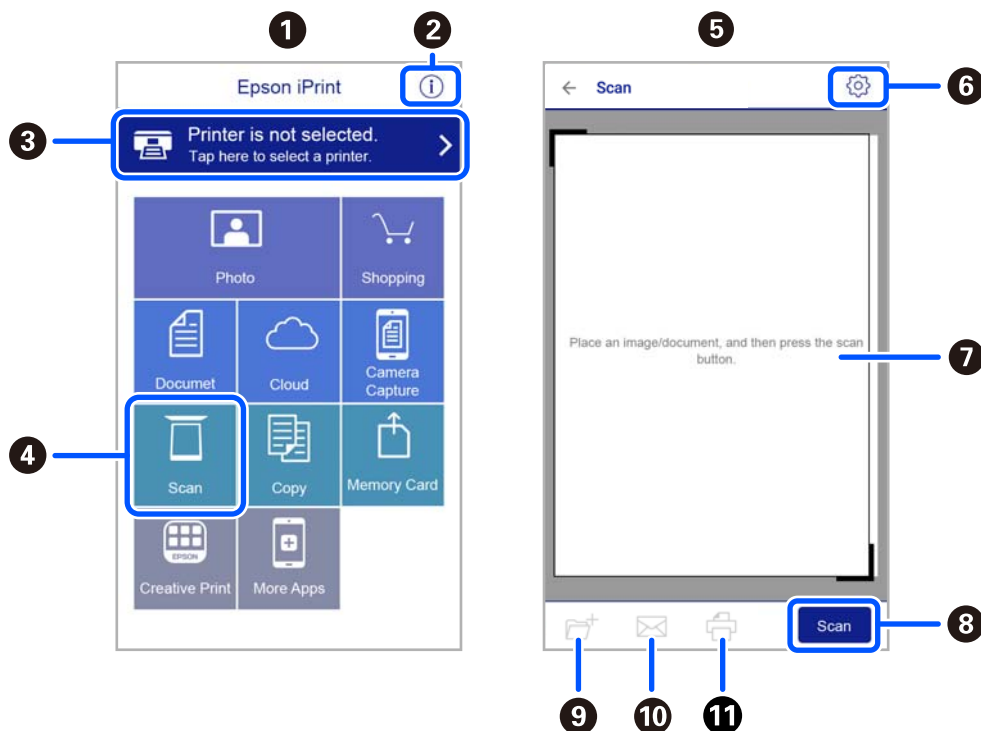 1
2
5
Epson iPrint
i
Scan
6
3
Printer is not selected.
Tap here to select a printer.
Photo
Shopping
Place an image/document, and then press the scan
button.
7
Documet
Cloud
Camera
Capture
4
Scan
Copy
Memory Card
EPSON
Creative Print
More Apps
Scan
8
9
10
11